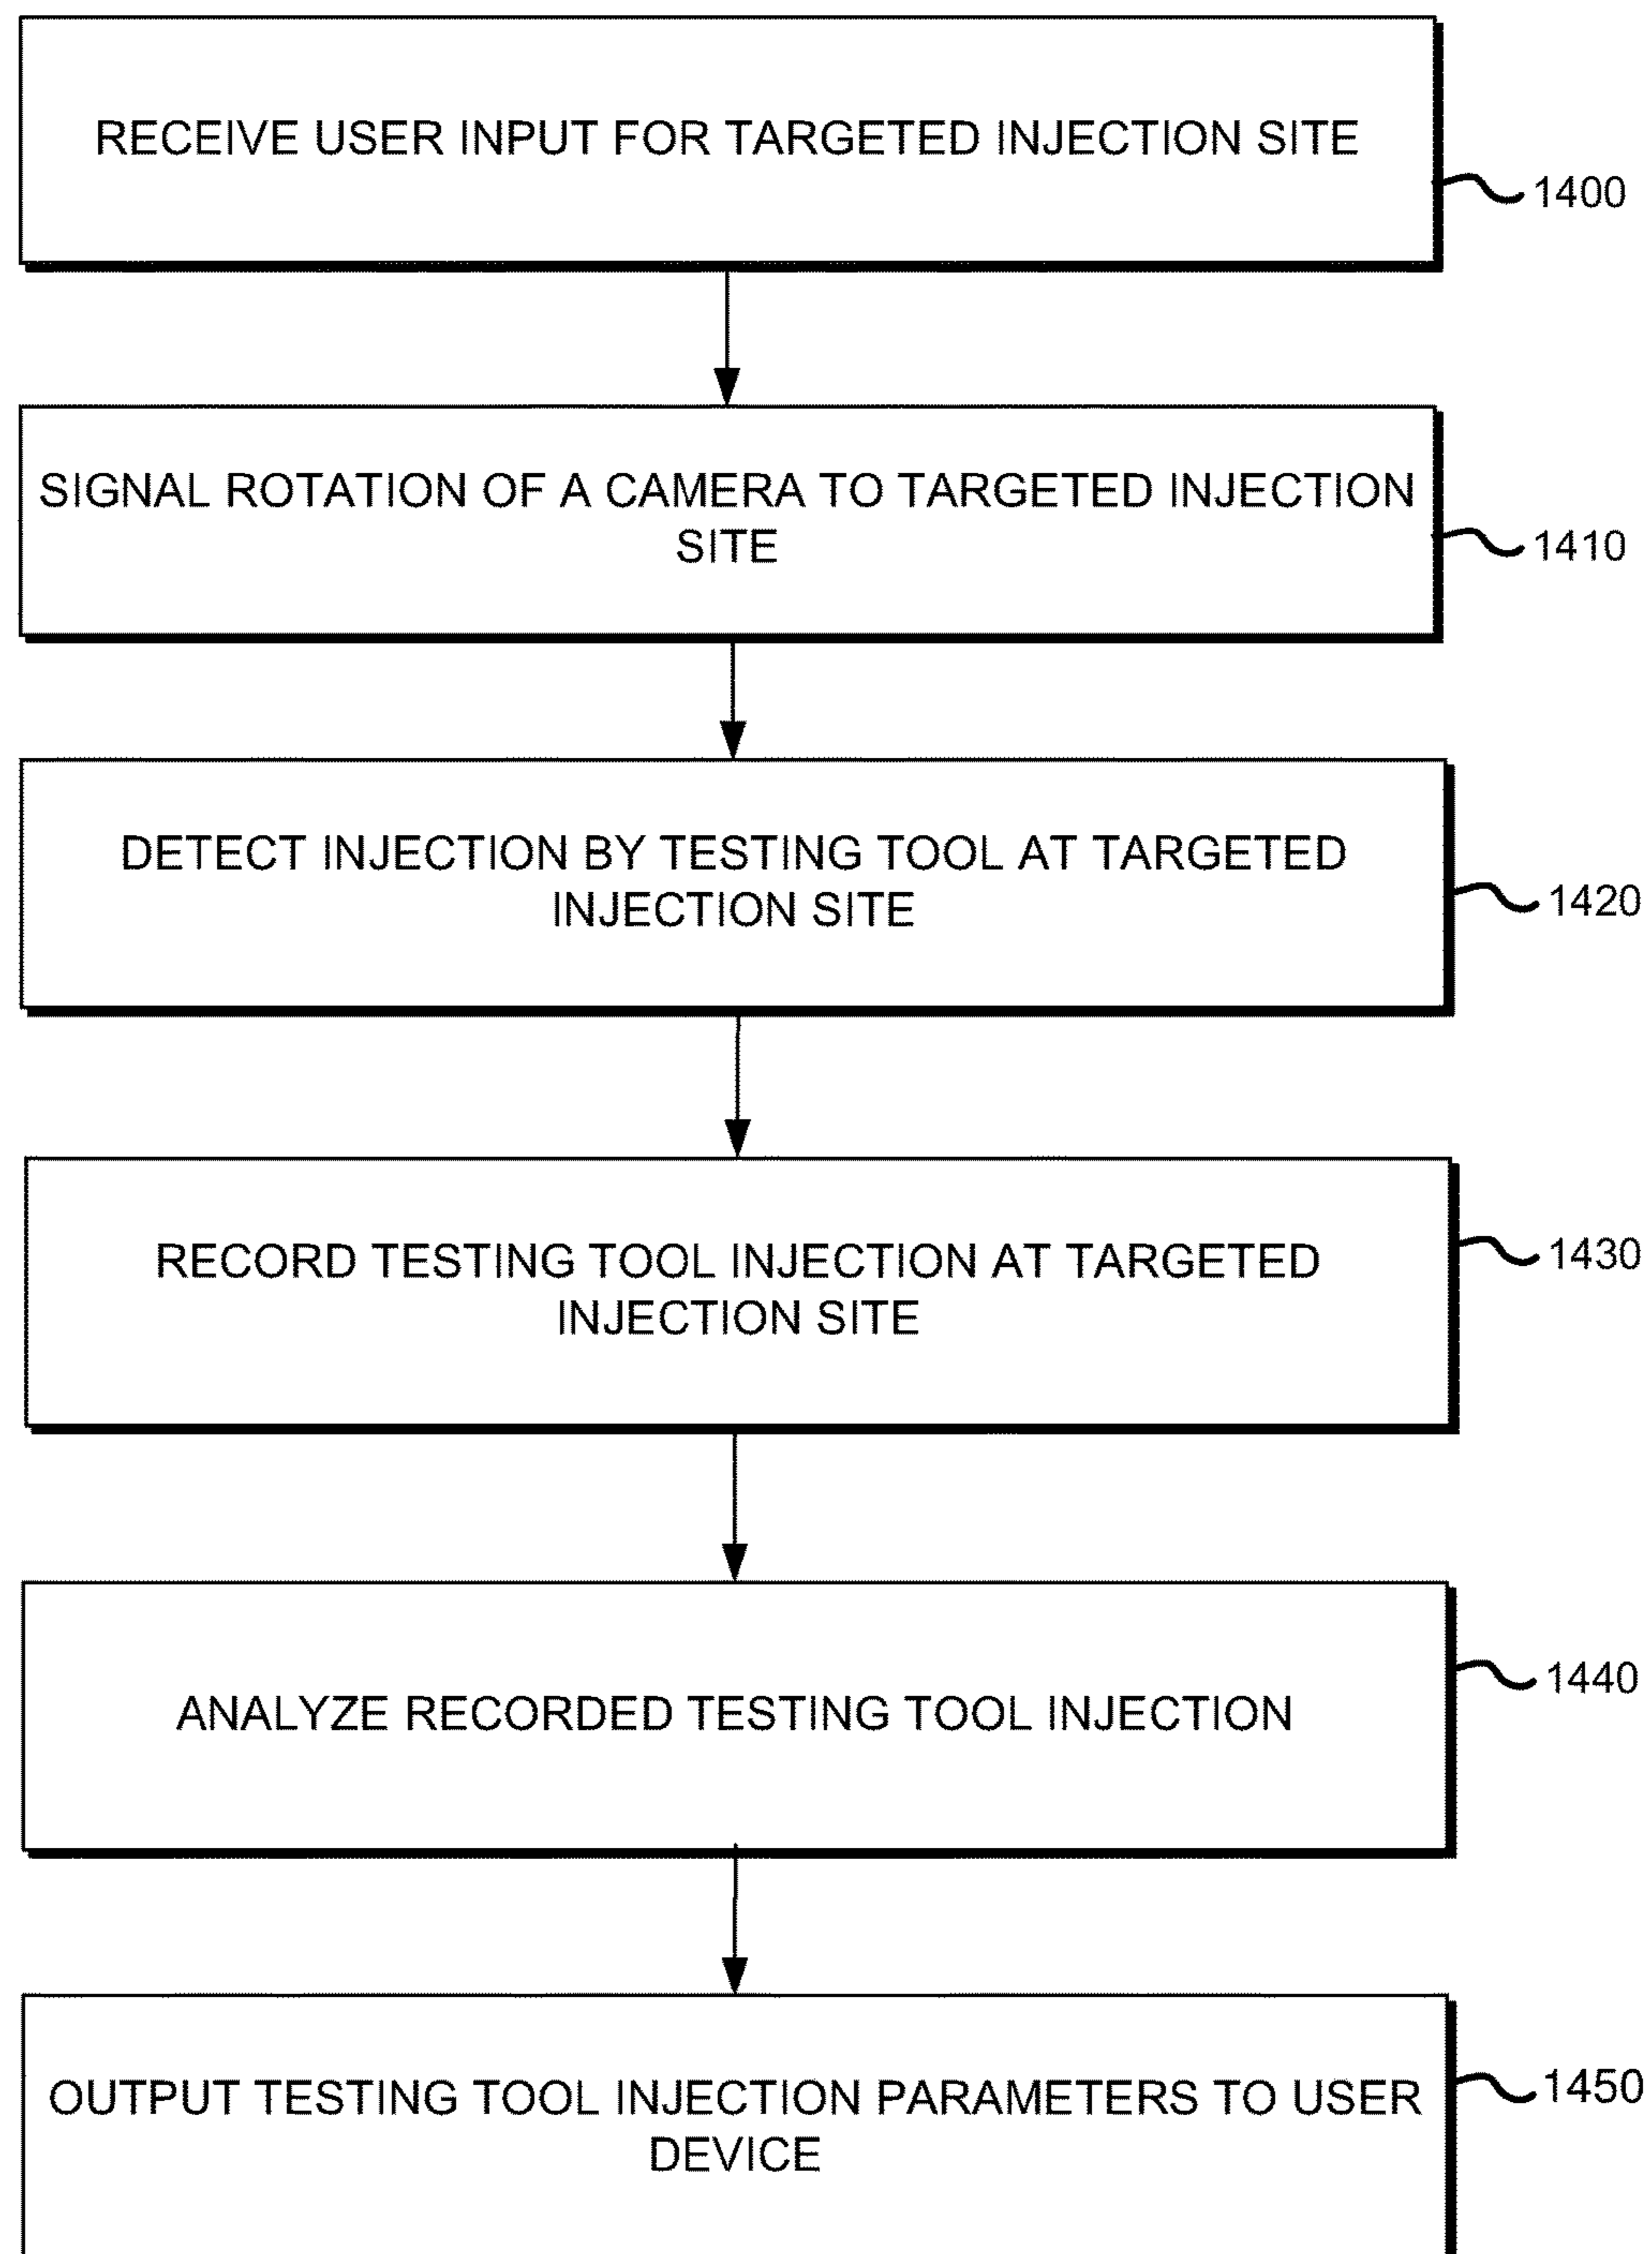 RECEIVE USER INPUT FOR TARGETED INJECTION SITE
1400
SIGNAL ROTATION OF A CAMERA TO TARGETED INJECTION
SITE
1410
DETECT INJECTION BY TESTING TOOL AT TARGETED
INJECTION SITE
1420
RECORD TESTING TOOL INJECTION AT TARGETED
INJECTION SITE
1430
ANALYZE RECORDED TESTING TOOL INJECTION
1440
OUTPUT TESTING TOOL INJECTION PARAMETERS TO USER
DEVICE
1450